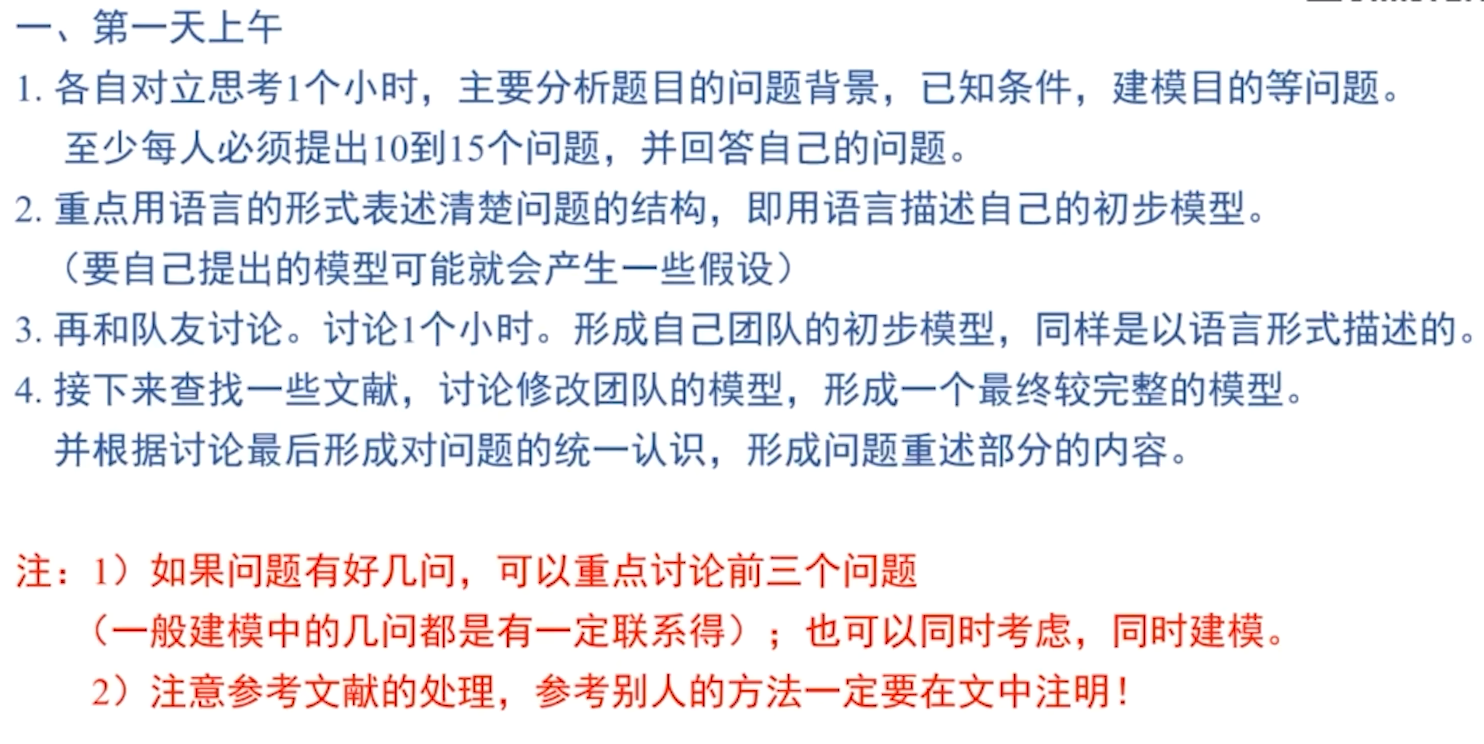 一、第一天上午
1. 各自对立思考1个小时，主要分析题目的问题背景，已知条件，建模目的等问题。
至少每人必须提出10到15个问题，并回答自己的问题。
2. 重点用语言的形式表述清楚问题的结构，即用语言描述自己的初步模型。
（要自己提出的模型可能就会产生一些假设）
3. 再和队友讨论。讨论1个小时。形成自己团队的初步模型，同样是以语言形式描述的。
4. 接下来查找一些文献，讨论修改团队的模型，形成一个最终较完整的模型。
并根据讨论最后形成对问题的统一认识，形成问题重述部分的内容。
注：1）如果问题有好几问，可以重点讨论前三个问题
（一般建模中的几问都是有一定联系得）；也可以同时考虑，同时建模。
2）注意参考文献的处理，参考别人的方法一定要在文中注明！